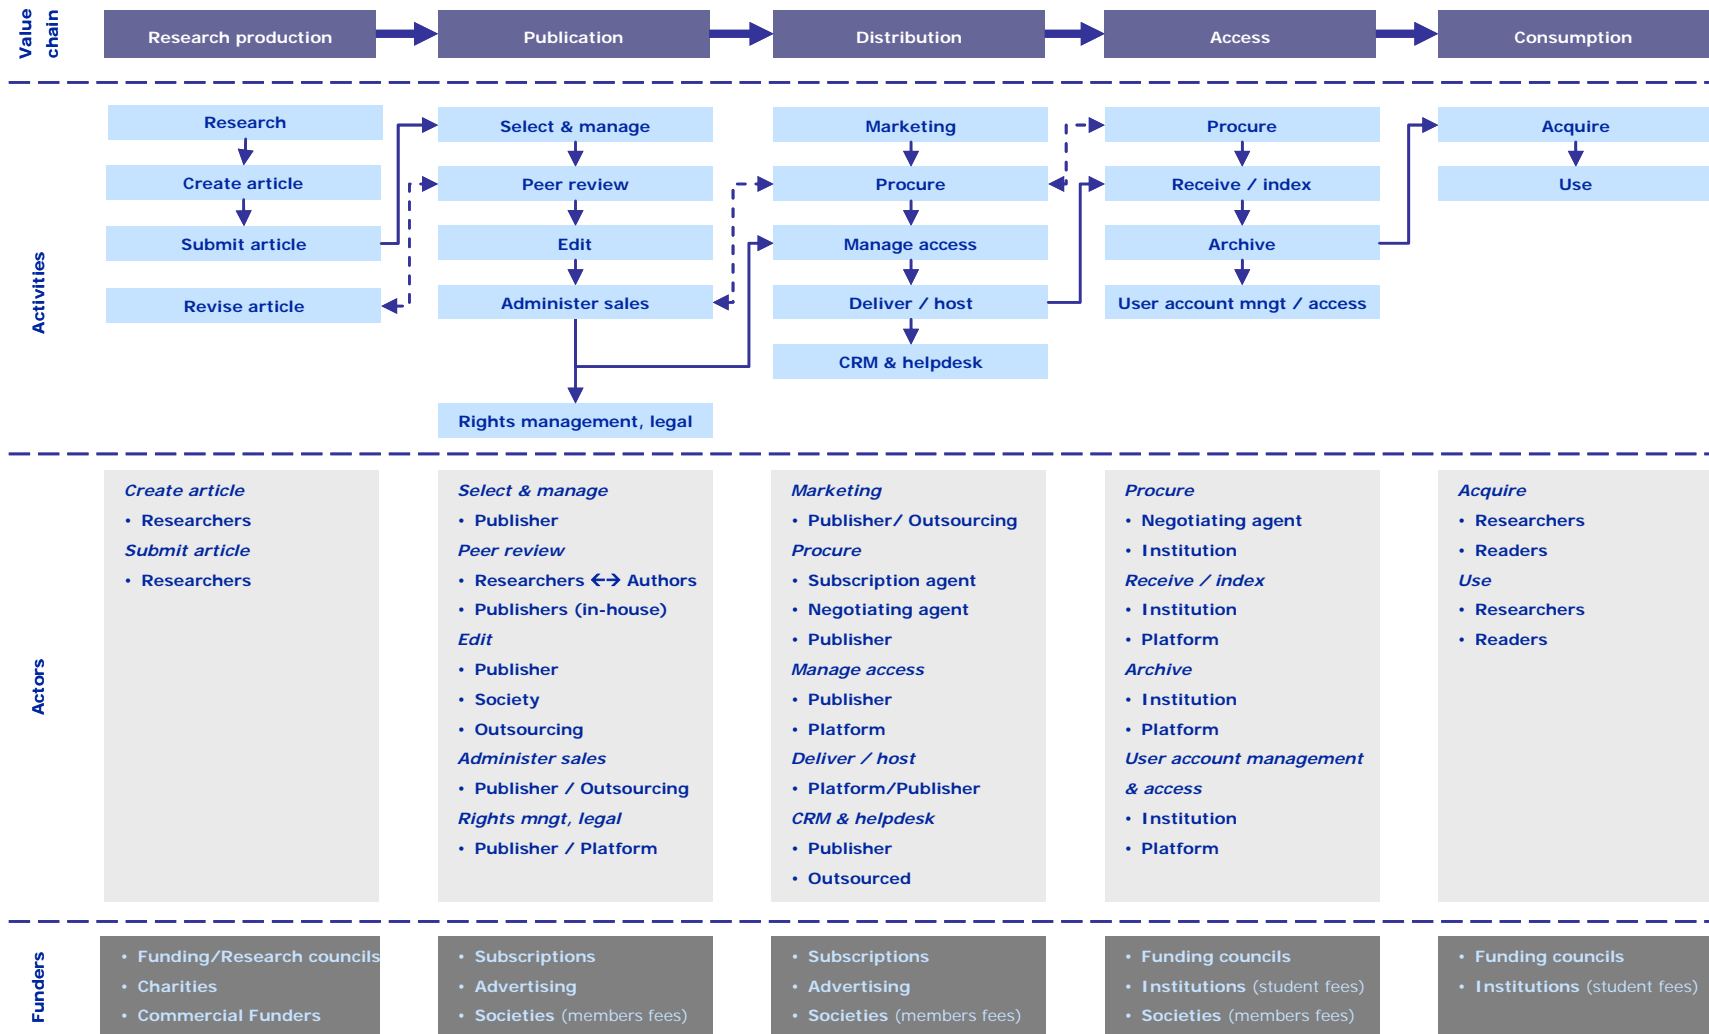 Value
chain
Research production
Publication
Distribution
Access
Consumption
Activities
Research
Create article
Submit article
Revise article
Select & manage
Peer review
Edit
Administer sales
Rights management, legal
Marketing
Procure
Manage access
Deliver / host
CRM & helpdesk
Procure
Receive / index
Archive
User account mngt / access
Acquire
Use
Actors
Create article
• Researchers
Submit article
• Researchers
Select & manage
• Publisher
Peer review
• Researchers ←→ Authors
• Publishers (in-house)
Edit
• Publisher
• Society
• Outsourcing
Administer sales
• Publisher / Outsourcing
Rights mngt, legal
• Publisher / Platform
Marketing
• Publisher/ Outsourcing
Procure
• Subscription agent
• Negotiating agent
• Publisher
Manage access
• Publisher
• Platform
Deliver / host
• Platform/Publisher
CRM & helpdesk
• Publisher
• Outsourced
Procure
• Negotiating agent
• Institution
Receive / index
• Institution
• Platform
Archive
• Institution
• Platform
User account management
& access
• Institution
• Platform
Acquire
• Researchers
• Readers
Use
• Researchers
• Readers
Funders
• Funding/Research councils
• Charities
• Commercial Funders
• Subscriptions
• Advertising
• Societies (members fees)
• Subscriptions
• Advertising
• Societies (members fees)
• Funding councils
• Institutions (student fees)
• Societies (members fees)
• Funding councils
• Institutions (student fees)